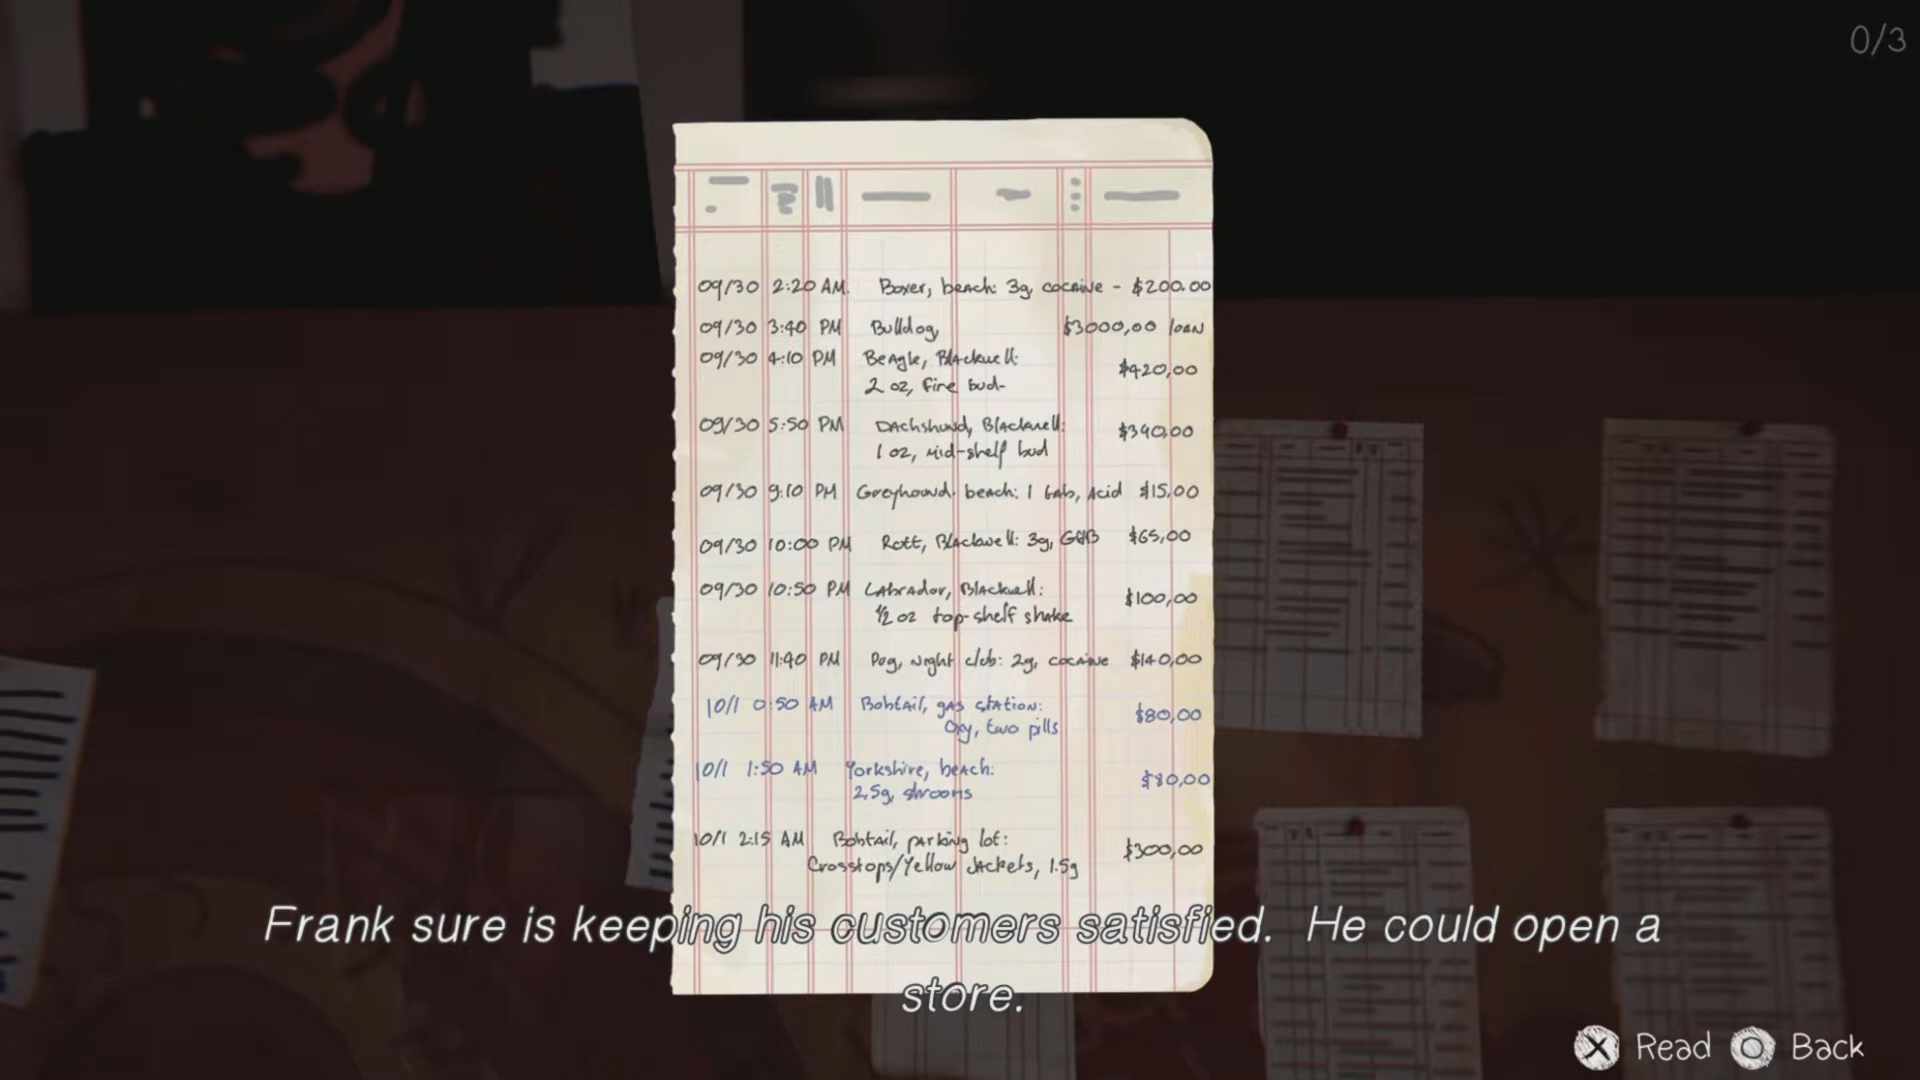 0/3
09/30 2:20 AM. Boxer, beach: 3g, cocaine - $200.00
09/30 3:40 PM Bulldog, $3000,00 loan
09/30 4:10 PM Beagle, Blackwell: $420,00
2 oz, fire bud-
09/30 5:50 PM Dachshund, Blackwell: $340,00
1 oz, mid-shelf bud
09/30 9:10 PM Greyhound, beach: 1 tab, Acid $15,00
09/30 10:00 PM Rott, Blackwell: 3g, GHB $65,00
09/30 10:50 PM Labrador, Blackwell: $100,00
1/2 oz top-shelf shake
09/30 11:40 PM Pog, night club: 2g, cocaine $140,00
10/1 0:50 AM Bobtail, gas station: $80,00
Oxy, two pills
10/1 1:50 AM Yorkshire, beach: $80,00
2,5g, shrooms
10/1 2:15 AM Bobtail, parking lot: $300,00
Crosstops/Yellow Jackets, 1.5g
Frank sure is keeping his customers satisfied. He could open a
store.
Read Back